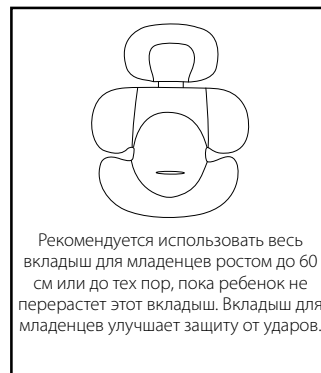 Рекомендуется использовать весь
вкладыш для младенцев ростом до 60
см или до тех пор, пока ребенок не
перерастет этот вкладыш. Вкладыш для
младенцев улучшает защиту от ударов.